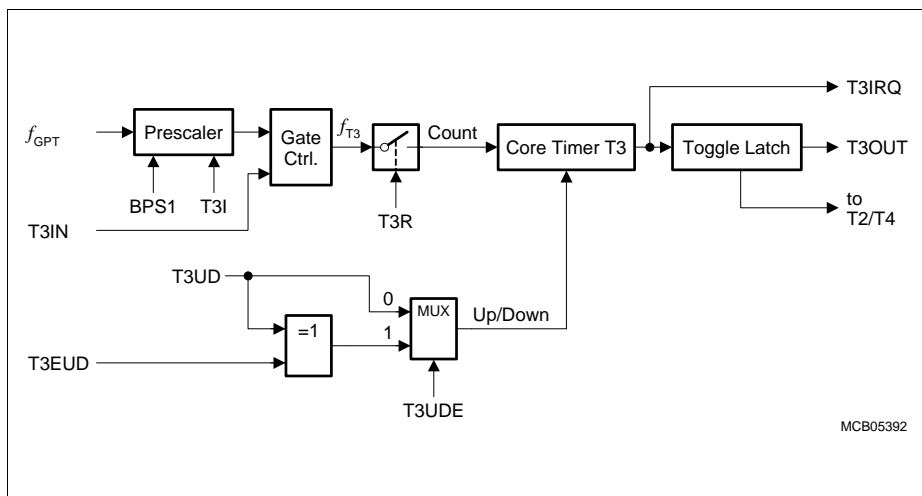 T3IRQ
f_GPT
Prescaler
Gate
Ctrl.
f_T3
Count
Core Timer T3
Toggle Latch
T3OUT
BPS1
T3I
T3R
to
T2/T4
T3IN
T3UD
0
=1
MUX
Up/Down
1
T3EUD
T3UDE
MCB05392